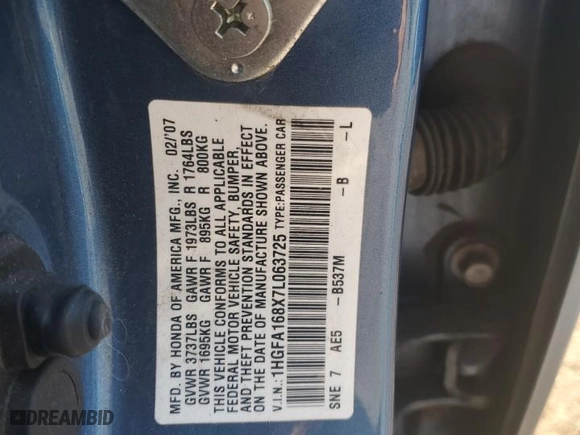 MFD. BY HONDA OF AMERICA MFG., INC. 02/'07
GVWR 3737LBS GAWR F 1973LBS R 1764LBS
GVWR 1695KG GAWR F 895KG R 800KG
THIS VEHICLE CONFORMS TO ALL APPLICABLE
FEDERAL MOTOR VEHICLE SAFETY, BUMPER,
AND THEFT PREVENTION STANDARDS IN EFFECT
ON THE DATE OF MANUFACTURE SHOWN ABOVE.
V.I.N.: 1HGFA168X7L063725 TYPE:PASSENGER CAR
SNE 7 AE5 -B537M -B -L
DREAMBID